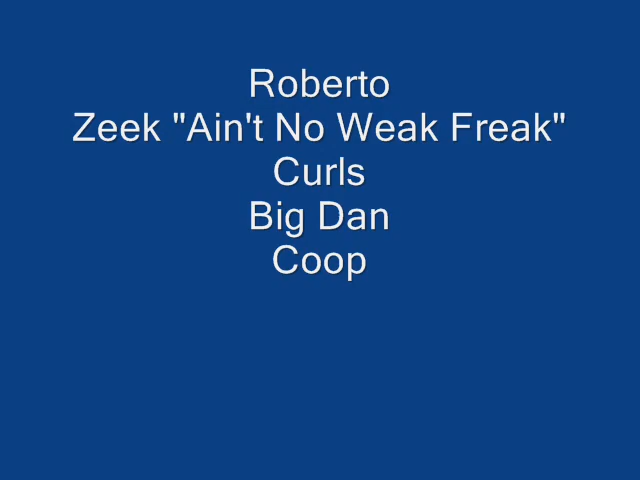 Roberto
Zeek "Ain't No Weak Freak"
Curls
Big Dan
Coop